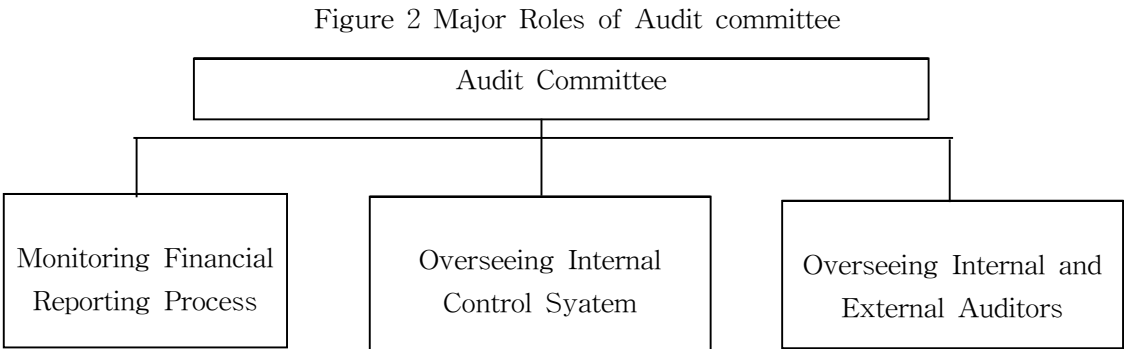 Figure 2 Major Roles of Audit committee
Audit Committee
Monitoring Financial
Reporting Process
Overseeing Internal
Control Syatem
Overseeing Internal and
External Auditors